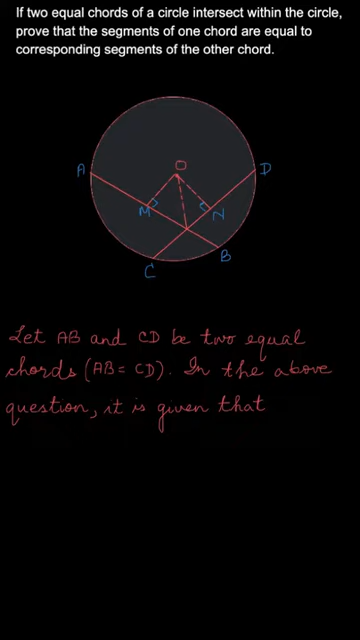 If two equal chords of a circle intersect within the circle,
prove that the segments of one chord are equal to
corresponding segments of the other chord.
O
A
D
M
N
B
C
Let AB and CD be two equal
chords (AB = CD). In the above
question, it is given that